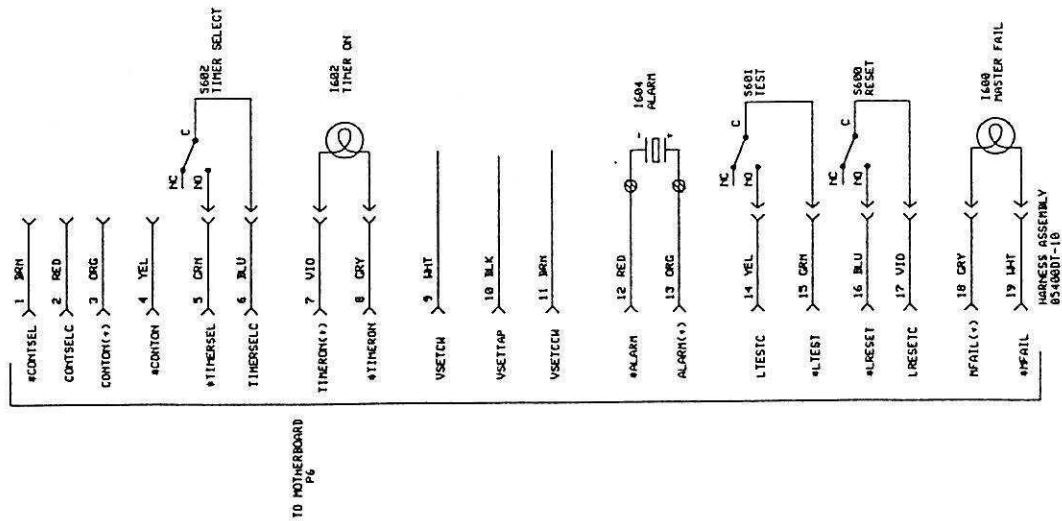 TO MOTHERBOARD
P6
*CONTSEL 1 BRN
CONTSELC 2 RED
CONTON(+) 3 ORG
*CONTON 4 YEL
*TIMERSEL 5 GRN
TIMERSELC 6 BLU
NC
NO
C
S602
TIMER SELECT
TIMERON(+) 7 VIO
*TIMERON 8 GRY
I602
TIMER ON
VSETCW 9 WHT
VSETTAP 10 BLK
VSETCCW 11 BRN
*ALARM 12 RED
ALARM(+) 13 ORG
-
+
I604
ALARM
LTESTC 14 YEL
*LTEST 15 GRN
NC
NO
C
S601
TEST
*LRESET 16 BLU
LRESETC 17 VIO
NC
NO
C
S600
RESET
MFAIL(+) 18 GRY
*MFAIL 19 WHT
I600
MASTER FAIL
HARNESS ASSEMBLY
05400DT-10